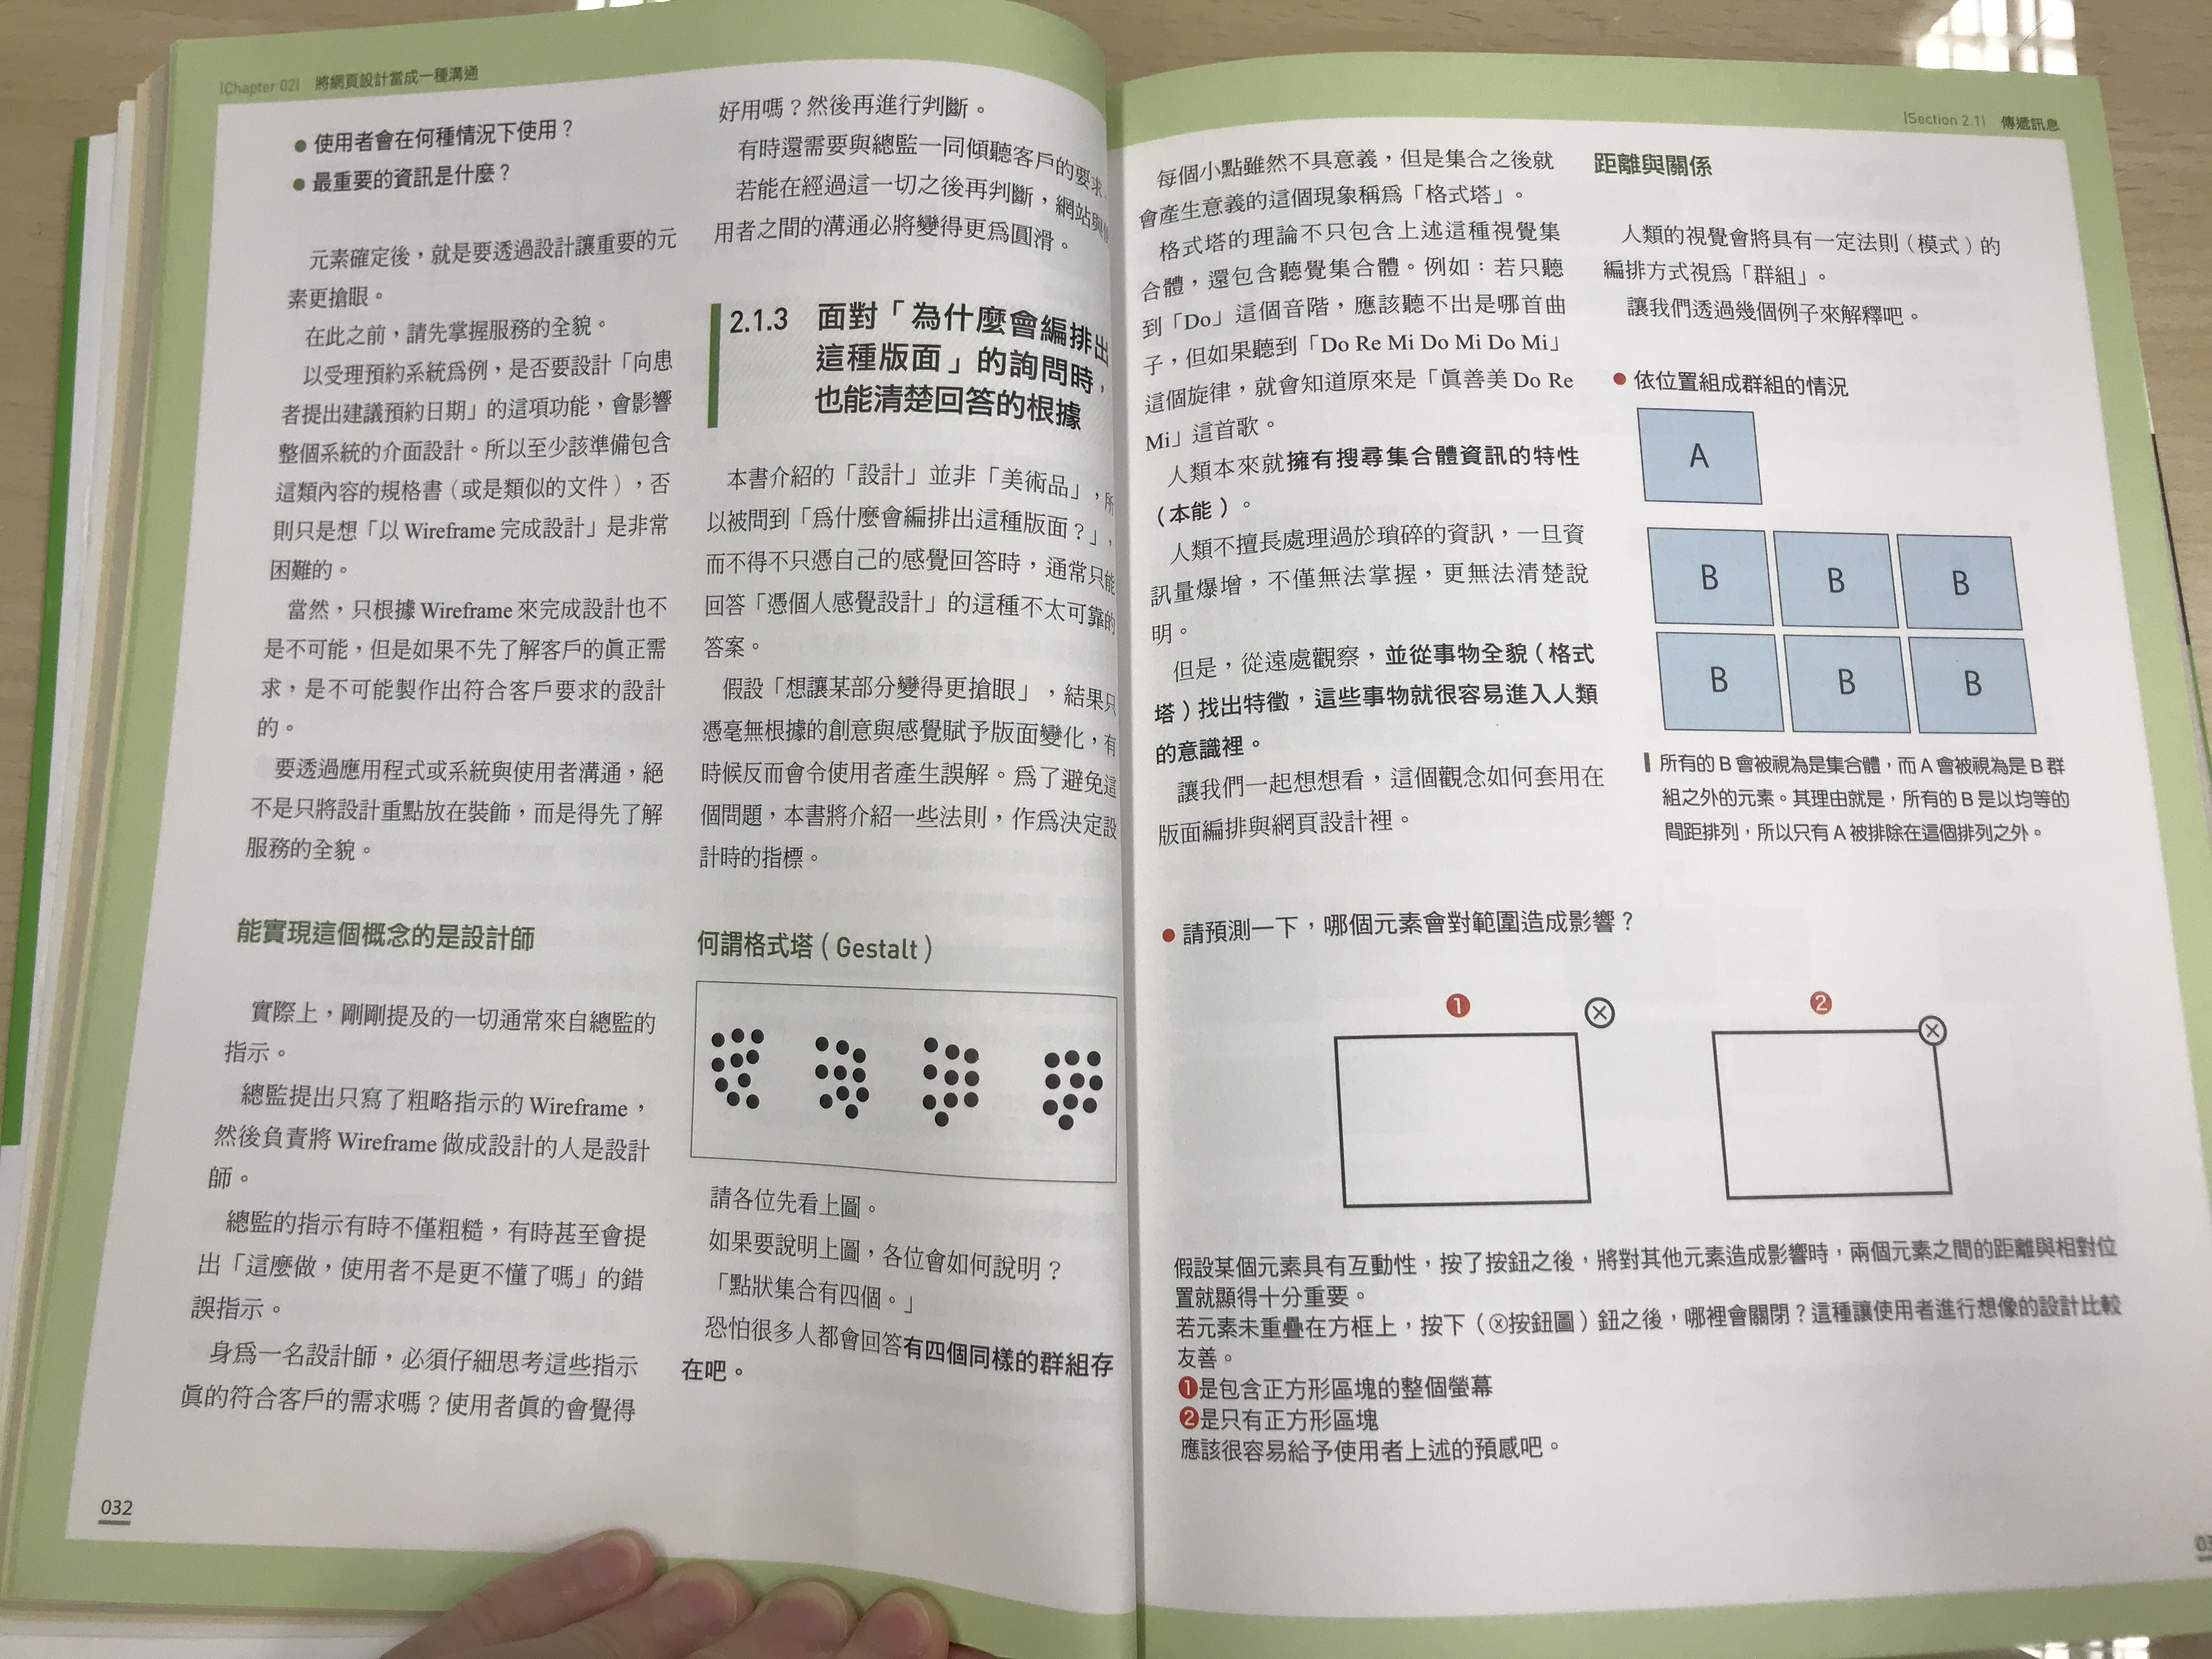 |Chapter 02| 將網頁設計當成一種溝通
● 使用者會在何種情況下使用？
● 最重要的資訊是什麼？
元素確定後，就是要透過設計讓重要的元
素更搶眼。
在此之前，請先掌握服務的全貌。
以受理預約系統為例，是否要設計「向患
者提出建議預約日期」的這項功能，會影響
整個系統的介面設計。所以至少該準備包含
這類內容的規格書（或是類似的文件），否
則只是想「以 Wireframe 完成設計」是非常
困難的。
當然，只根據 Wireframe 來完成設計也不
是不可能，但是如果不先了解客戶的真正需
求，是不可能製作出符合客戶要求的設計
的。
要透過應用程式或系統與使用者溝通，絕
不是只將設計重點放在裝飾，而是得先了解
服務的全貌。
能實現這個概念的是設計師
實際上，剛剛提及的一切通常來自總監的
指示。
總監提出只寫了粗略指示的 Wireframe，
然後負責將 Wireframe 做成設計的人是設計
師。
總監的指示有時不僅粗糙，有時甚至會提
出「這麼做，使用者不是更不懂了嗎」的錯
誤指示。
身為一名設計師，必須仔細思考這些指示
真的符合客戶的需求嗎？使用者真的會覺得
032
好用嗎？然後再進行判斷。
有時還需要與總監一同傾聽客戶的要求。
若能在經過這一切之後再判斷，網站與
用者之間的溝通必將變得更為圓滑。
2.1.3 面對「為什麼會編排出
這種版面」的詢問時，
也能清楚回答的根據
本書介紹的「設計」並非「美術品」，所
以被問到「為什麼會編排出這種版面？」，
而不得不只憑自己的感覺回答時，通常只能
回答「憑個人感覺設計」的這種不太可靠的
答案。
假設「想讓某部分變得更搶眼」，結果只
憑毫無根據的創意與感覺賦予版面變化，有
時候反而會令使用者產生誤解。為了避免這
個問題，本書將介紹一些法則，作為決定設
計時的指標。
何謂格式塔（Gestalt）
請各位先看上圖。
如果要說明上圖，各位會如何說明？
「點狀集合有四個。」
恐怕很多人都會回答有四個同樣的群組存
在吧。
|Section 2.1| 傳遞訊息
每個小點雖然不具意義，但是集合之後就
會產生意義的這個現象稱為「格式塔」。
格式塔的理論不只包含上述這種視覺集
合體，還包含聽覺集合體。例如：若只聽
到「Do」這個音階，應該聽不出是哪首曲
子，但如果聽到「Do Re Mi Do Mi Do Mi」
這個旋律，就會知道原來是「真善美 Do Re
Mi」這首歌。
人類本來就擁有搜尋集合體資訊的特性
（本能）。
人類不擅長處理過於瑣碎的資訊，一旦資
訊量爆增，不僅無法掌握，更無法清楚說
明。
但是，從遠處觀察，並從事物全貌（格式
塔）找出特徵，這些事物就很容易進入人類
的意識裡。
讓我們一起想想看，這個觀念如何套用在
版面編排與網頁設計裡。
距離與關係
人類的視覺會將具有一定法則（模式）的
編排方式視為「群組」。
讓我們透過幾個例子來解釋吧。
● 依位置組成群組的情況
A
B B B
B B B
所有的 B 會被視為是集合體，而 A 會被視為是 B 群
組之外的元素。其理由就是，所有的 B 是以均等的
間距排列，所以只有 A 被排除在這個排列之外。
● 請預測一下，哪個元素會對範圍造成影響？
❶ ⊗ ❷ ⊗
假設某個元素具有互動性，按了按鈕之後，將對其他元素造成影響時，兩個元素之間的距離與相對位
置就顯得十分重要。
若元素未重疊在方框上，按下（⊗按鈕圖）鈕之後，哪裡會關閉？這種讓使用者進行想像的設計比較
友善。
❶是包含正方形區塊的整個螢幕
❷是只有正方形區塊
應該很容易給予使用者上述的預感吧。